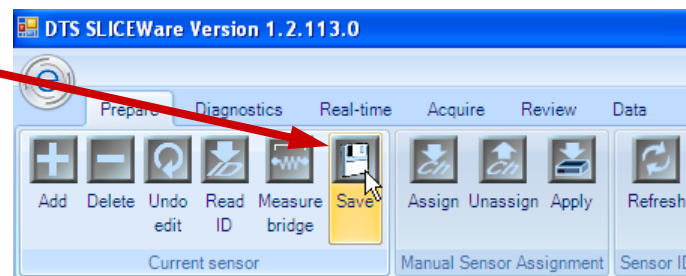 DTS SLICEWare Version 1.2.113.0
e
Prepare Diagnostics Real-time Acquire Review Data
Add Delete Undo edit Read ID Measure bridge Save Assign Unassign Apply Refresh
Current sensor Manual Sensor Assignment Sensor ID